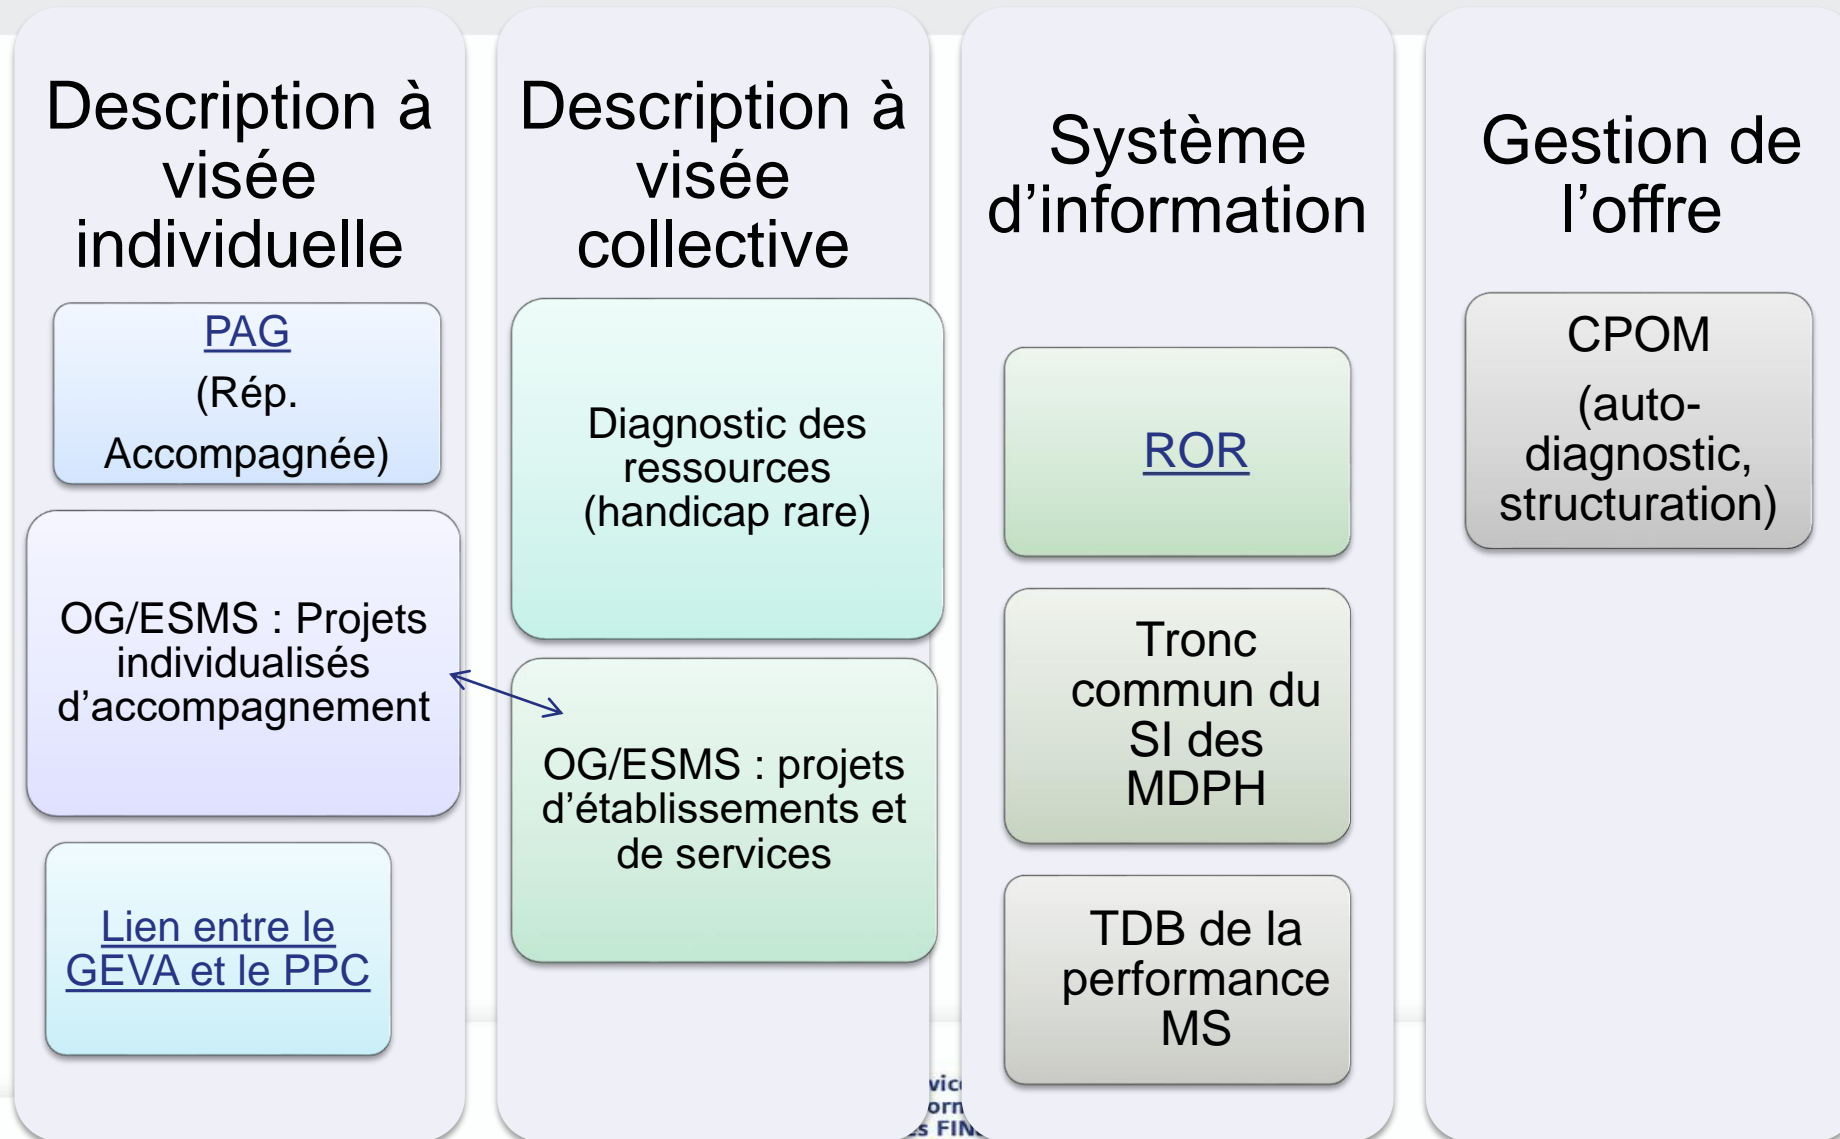 Description à
visée
individuelle
PAG
(Rép.
Accompagnée)
OG/ESMS : Projets
individualisés
d’accompagnement
Lien entre le
GEVA et le PPC
Description à
visée
collective
Diagnostic des
ressources
(handicap rare)
OG/ESMS : projets
d’établissements et
de services
Système
d’information
ROR
Tronc
commun du
SI des
MDPH
TDB de la
performance
MS
Gestion de
l’offre
CPOM
(auto-
diagnostic,
structuration)